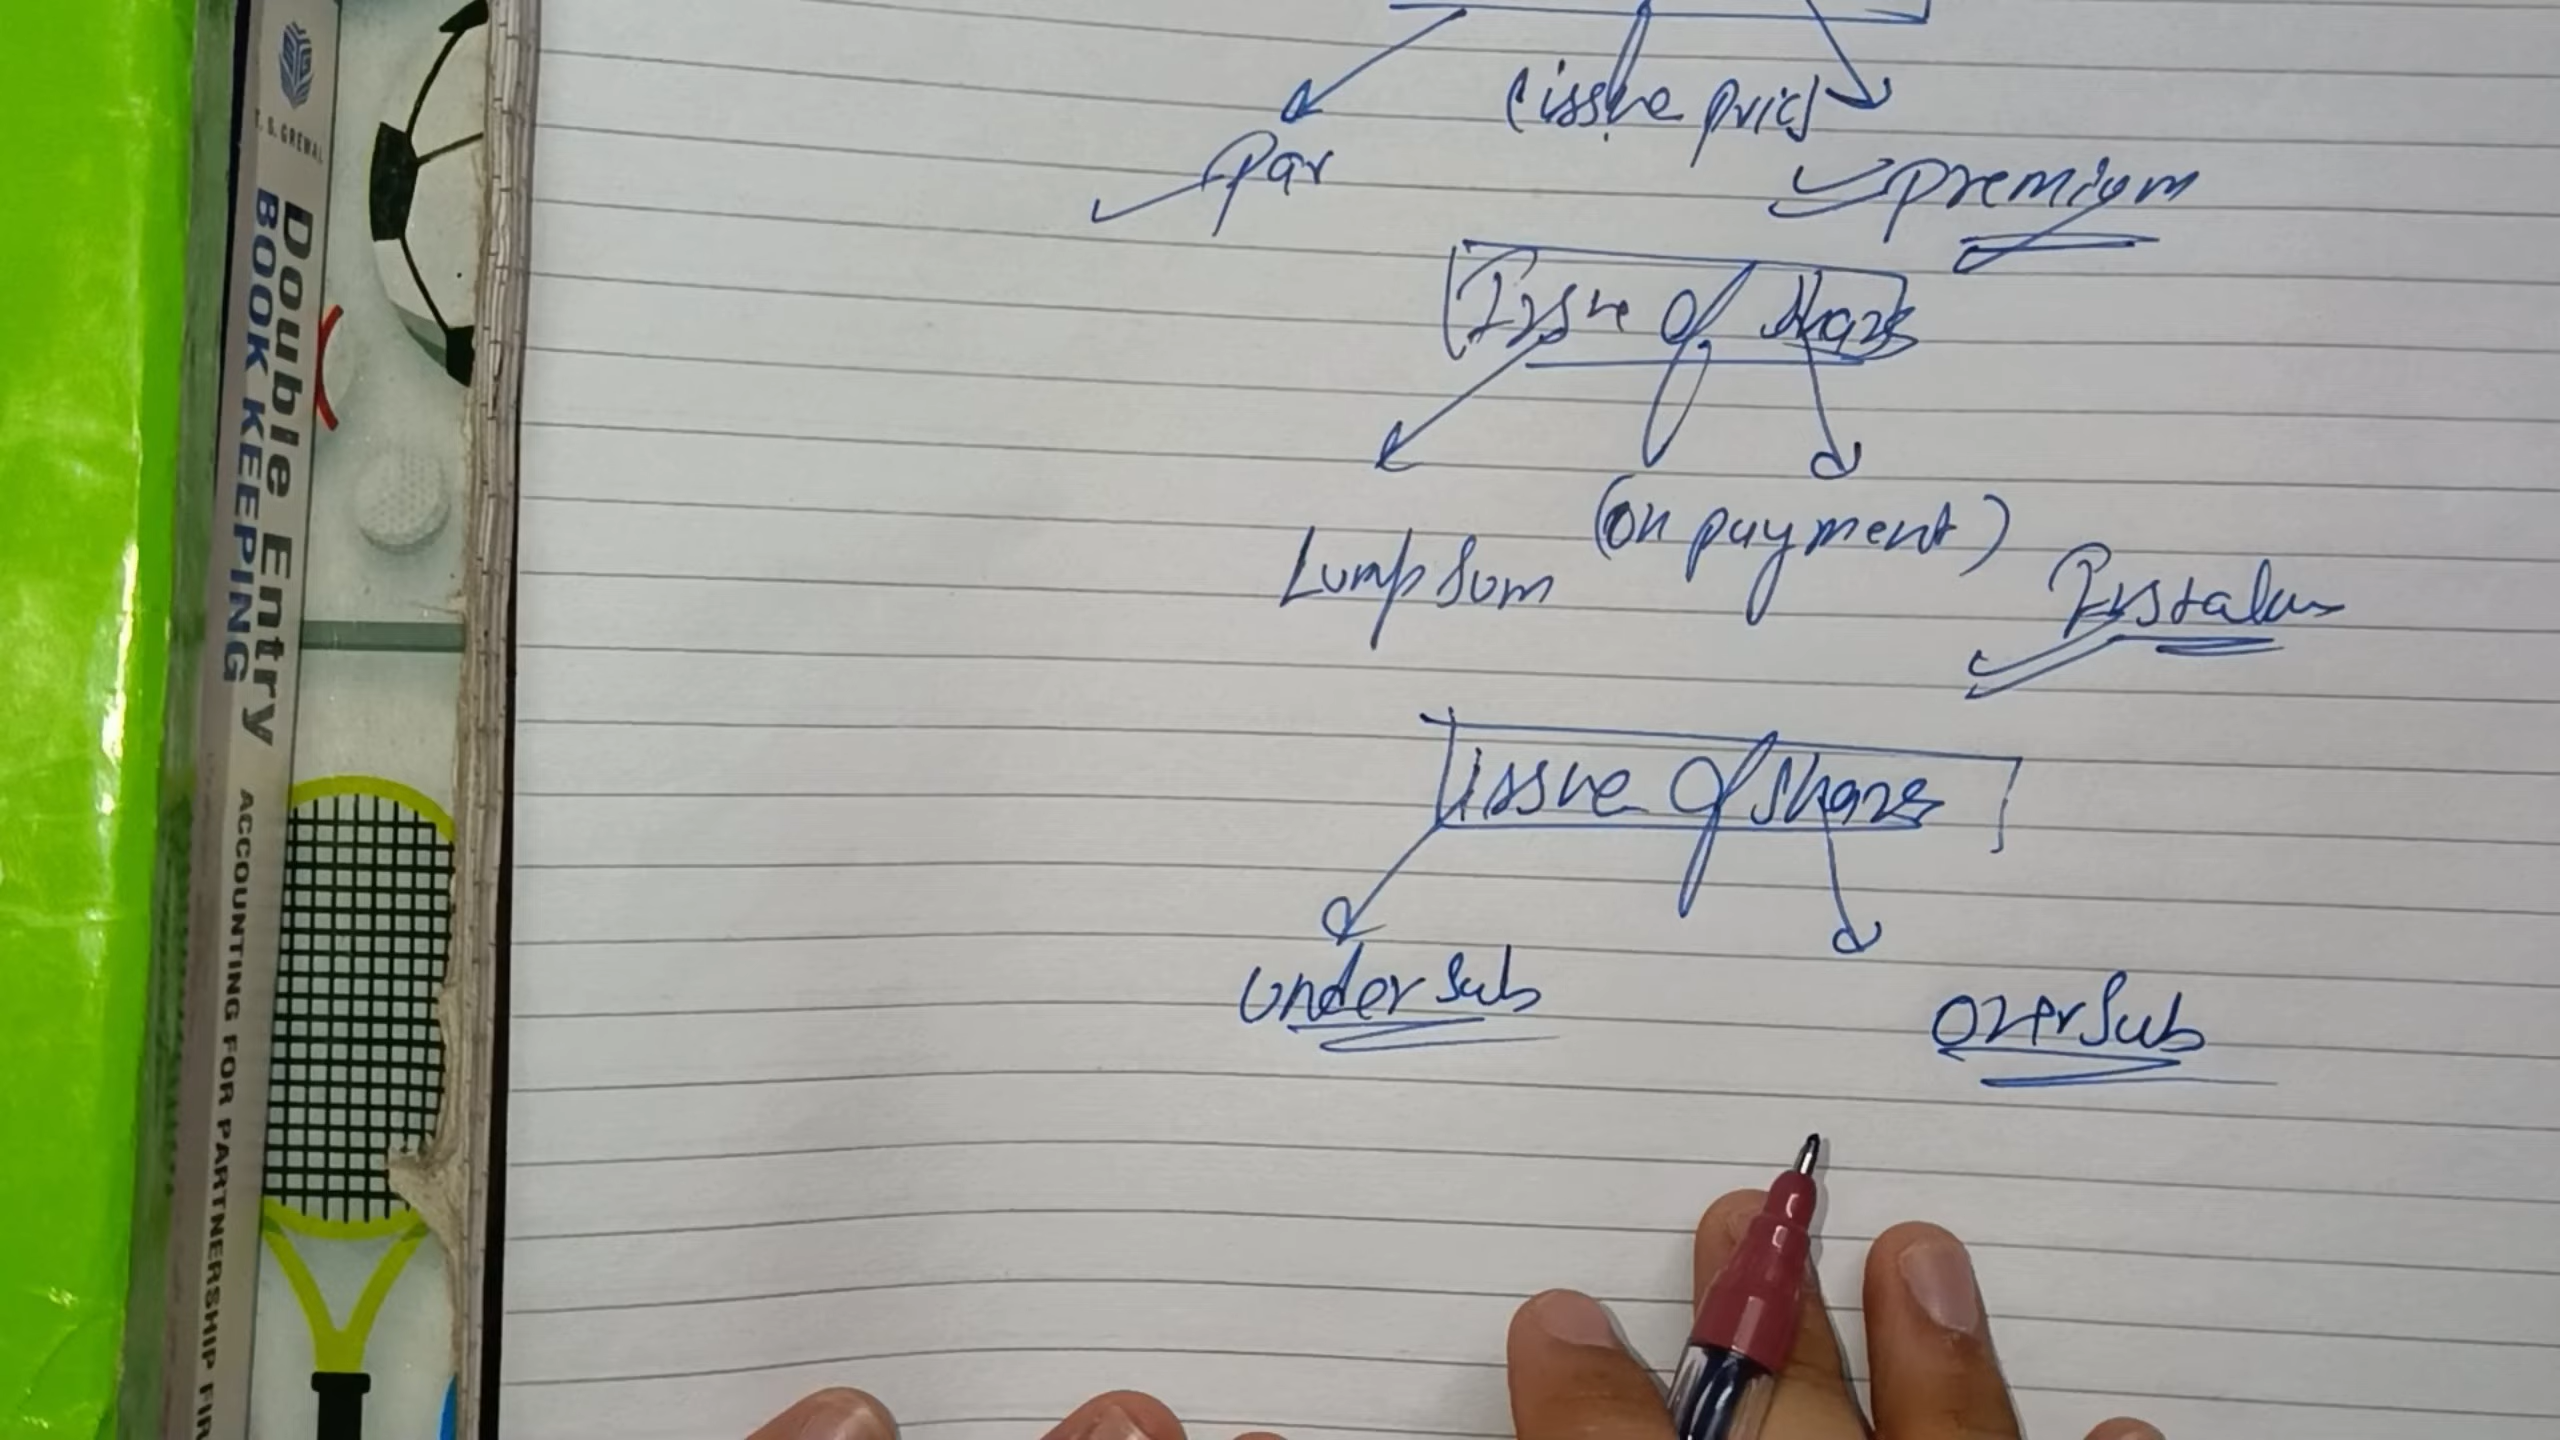 T. S. GREWAL
Double Entry
BOOK KEEPING
ACCOUNTING FOR PARTNERSHIP FIR
(issue price)
Par
premium
Issue of Shares
(on payment)
Lump Sum
issue of Shares
Under Sub
Over Sub